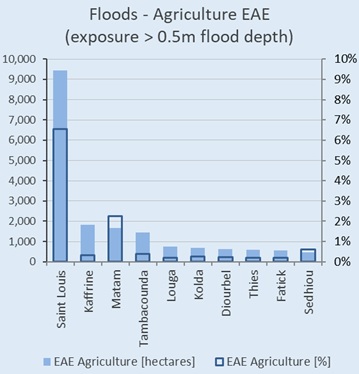 Floods - Agriculture EAE
(exposure > 0.5m flood depth)
10,000 10%
9,000 9%
8,000 8%
7,000 7%
6,000 6%
5,000 5%
4,000 4%
3,000 3%
2,000 2%
1,000 1%
0 0%
Saint Louis
Kaffrine
Matam
Tambacounda
Louga
Kolda
Diourbel
Thies
Fatick
Sedhiou
EAE Agriculture [hectares] EAE Agriculture [%]